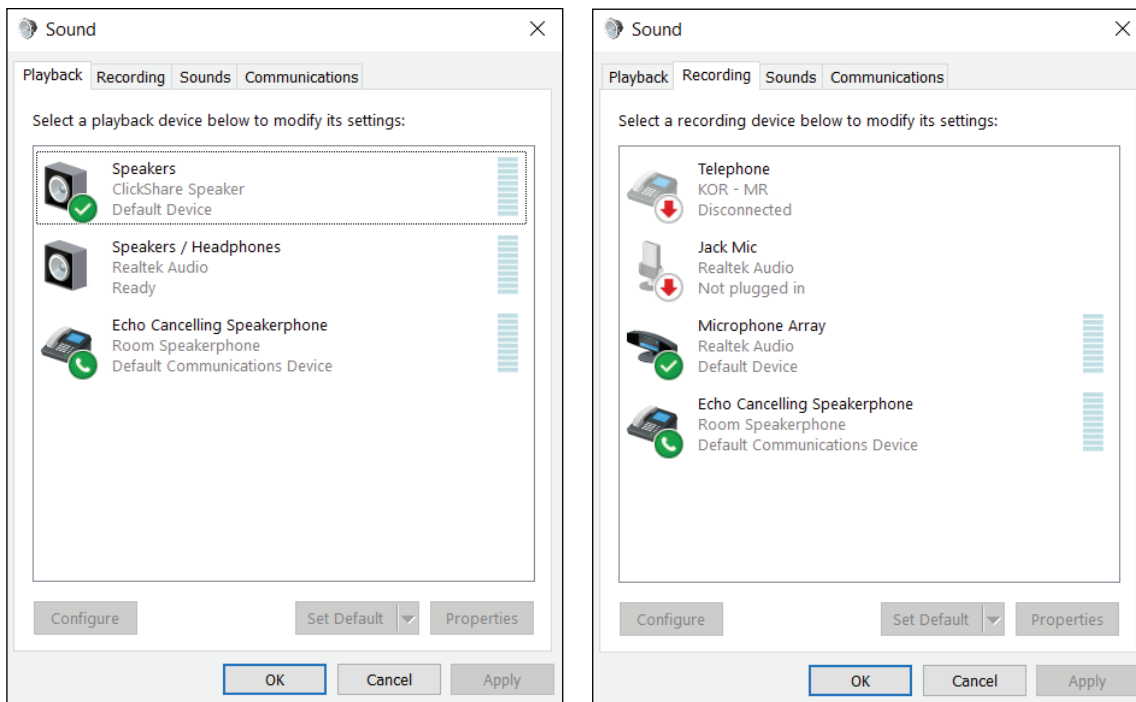 Sound
Playback Recording Sounds Communications
Select a playback device below to modify its settings:
Speakers
ClickShare Speaker
Default Device
Speakers / Headphones
Realtek Audio
Ready
Echo Cancelling Speakerphone
Room Speakerphone
Default Communications Device
Configure Set Default Properties
OK Cancel Apply
Sound
Playback Recording Sounds Communications
Select a recording device below to modify its settings:
Telephone
KOR - MR
Disconnected
Jack Mic
Realtek Audio
Not plugged in
Microphone Array
Realtek Audio
Default Device
Echo Cancelling Speakerphone
Room Speakerphone
Default Communications Device
Configure Set Default Properties
OK Cancel Apply